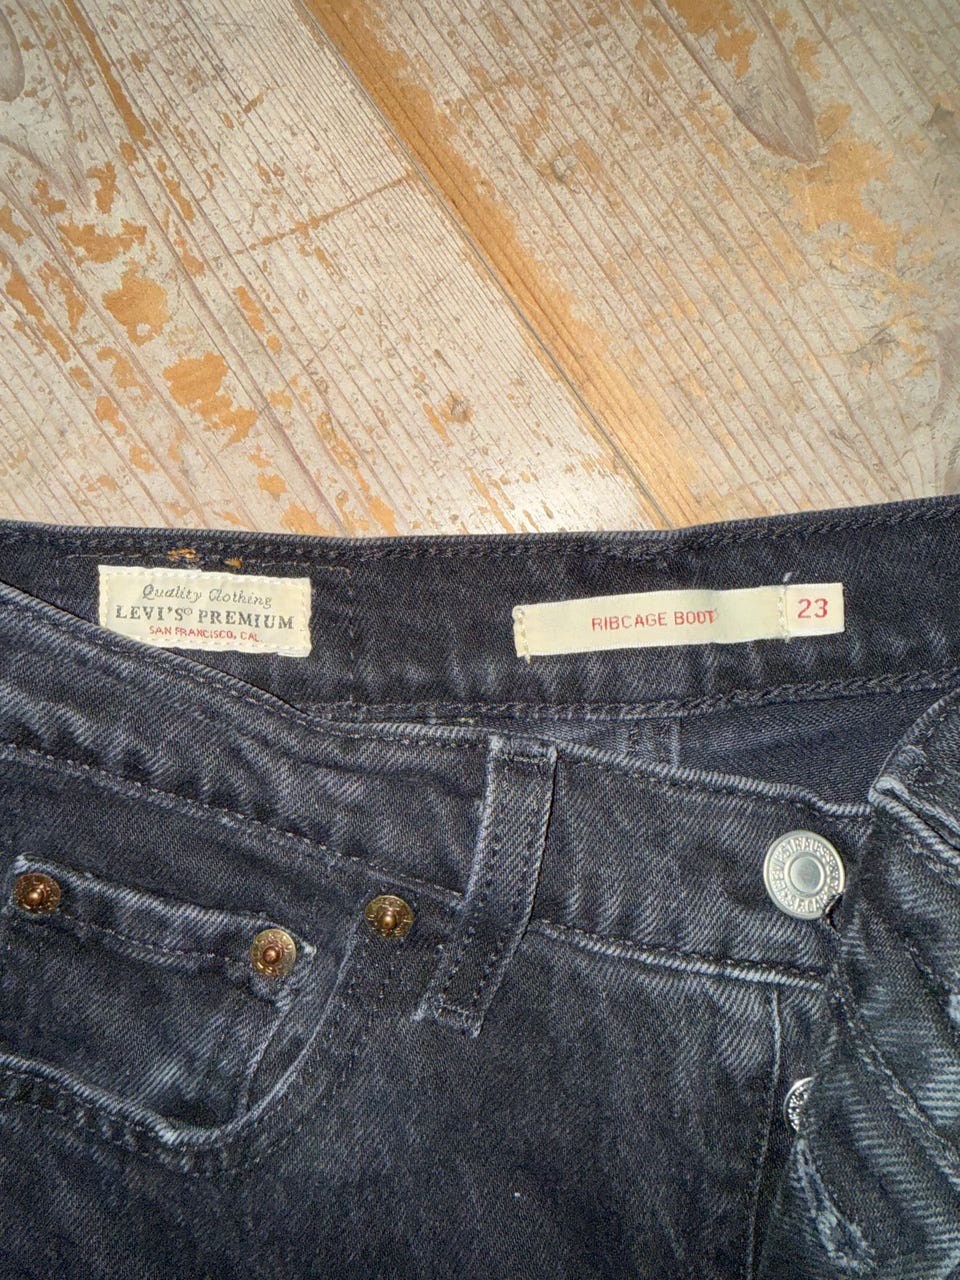 Quality Clothing
LEVI'S® PREMIUM
SAN FRANCISCO, CAL.
RIBCAGE BOOT
23